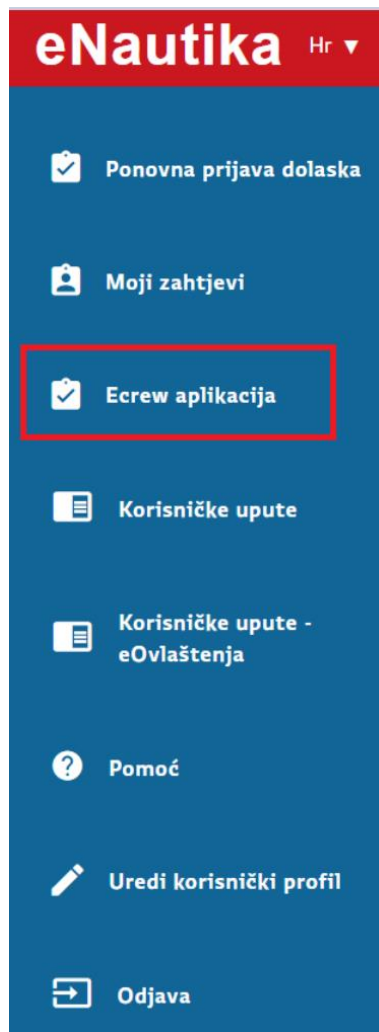 eNautika Hr ▼
Ponovna prijava dolaska
Moji zahtjevi
Ecrew aplikacija
Korisničke upute
Korisničke upute -
eOvlaštenja
Pomoć
Uredi korisnički profil
Odjava